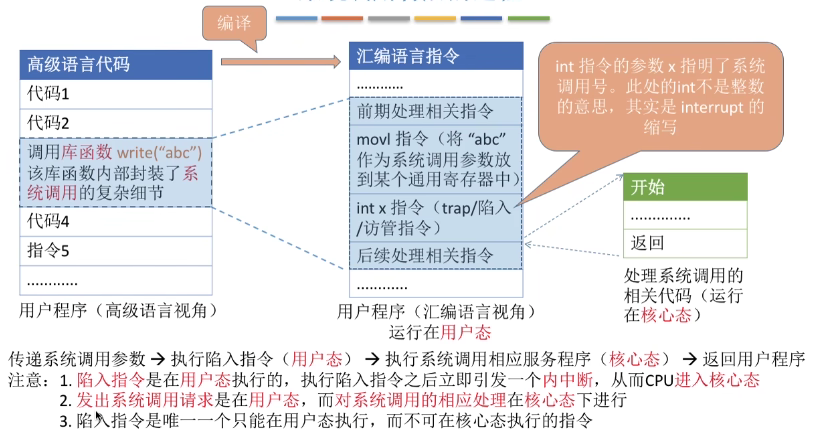 编译
高级语言代码
代码1
代码2
调用库函数 write(“abc”)
该库函数内部封装了系
统调用的复杂细节
代码4
指令5
…………
用户程序（高级语言视角）
汇编语言指令
…………
前期处理相关指令
movl 指令（将 “abc”
作为系统调用参数放
到某个通用寄存器中）
int x 指令（trap/陷入
/访管指令）
后续处理相关指令
…………
用户程序（汇编语言视角）
运行在用户态
int 指令的参数 x 指明了系统
调用号。此处的int不是整数
的意思，其实是 interrupt 的
缩写
开始
…………..
返回
处理系统调用的
相关代码（运行
在核心态）
传递系统调用参数 → 执行陷入指令（用户态） → 执行系统调用相应服务程序（核心态） → 返回用户程序
注意：1. 陷入指令是在用户态执行的，执行陷入指令之后立即引发一个内中断，从而CPU进入核心态
2. 发出系统调用请求是在用户态，而对系统调用的相应处理在核心态下进行
3. 陷入指令是唯一一个只能在用户态执行，而不可在核心态执行的指令